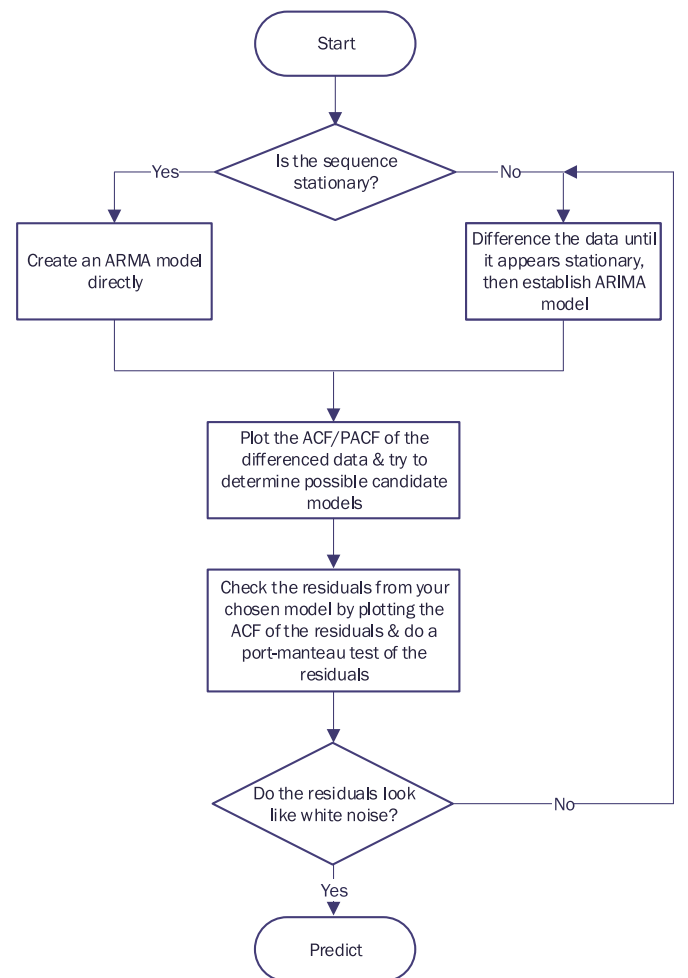 Start
Is the sequence
stationary?
Yes
No
Create an ARMA model
directly
Difference the data until
it appears stationary,
then establish ARIMA
model
Plot the ACF/PACF of the
differenced data & try to
determine possible candidate
models
Check the residuals from your
chosen model by plotting the
ACF of the residuals & do a
port-manteau test of the
residuals
Do the residuals look
like white noise?
No
Yes
Predict